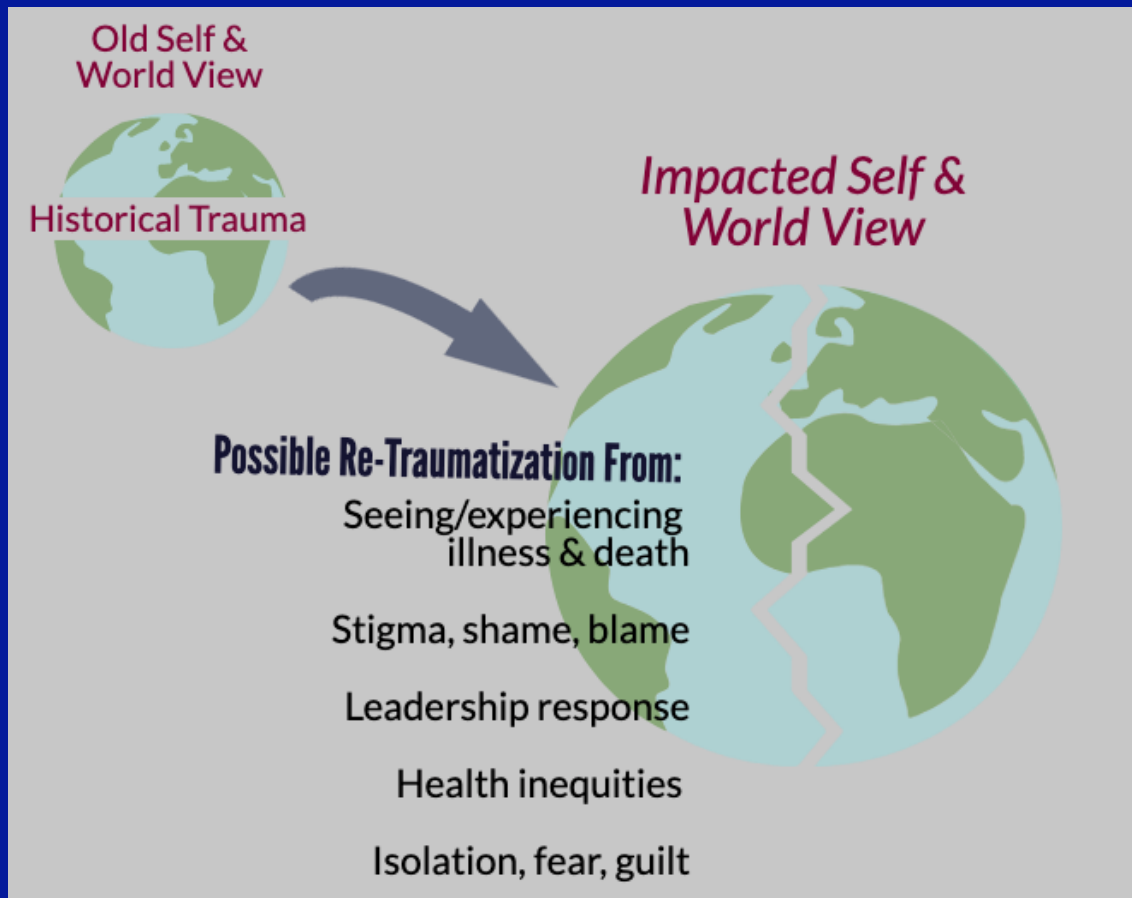 Old Self &
World View
Historical Trauma
Impacted Self &
World View
Possible Re-Traumatization From:
Seeing/experiencing
illness & death
Stigma, shame, blame
Leadership response
Health inequities
Isolation, fear, guilt